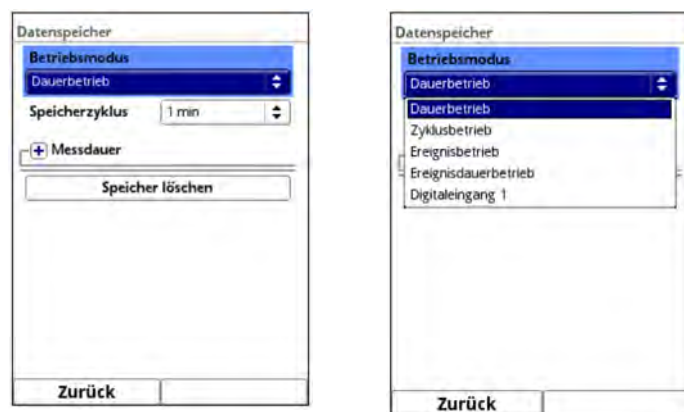 Datenspeicher
Betriebsmodus
Dauerbetrieb
Speicherzyklus 1 min
Messdauer
Speicher löschen
Zurück
Datenspeicher
Betriebsmodus
Dauerbetrieb
Dauerbetrieb
Zyklusbetrieb
Ereignisbetrieb
Ereignisdauerbetrieb
Digitaleingang 1
Zurück